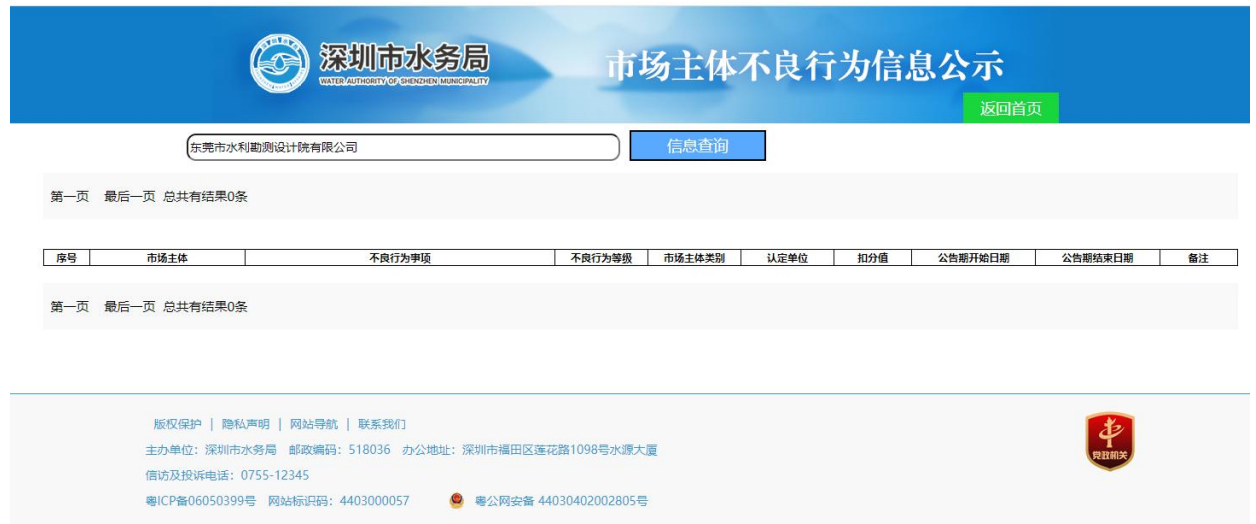 深圳市水务局
WATER AUTHORITY OF SHENZHEN MUNICIPALITY
市场主体不良行为信息公示
返回首页
东莞市水利勘测设计院有限公司
信息查询
第一页 最后一页 总共有结果0条
序号 市场主体 不良行为事项 不良行为等级 市场主体类别 认定单位 扣分值 公告期开始日期 公告期结束日期 备注
第一页 最后一页 总共有结果0条
版权保护 | 隐私声明 | 网站导航 | 联系我们
主办单位：深圳市水务局 邮政编码：518036 办公地址：深圳市福田区莲花路1098号水源大厦
信访及投诉电话：0755-12345
粤ICP备06050399号 网站标识码：4403000057 粤公网安备 44030402002805号
党政机关